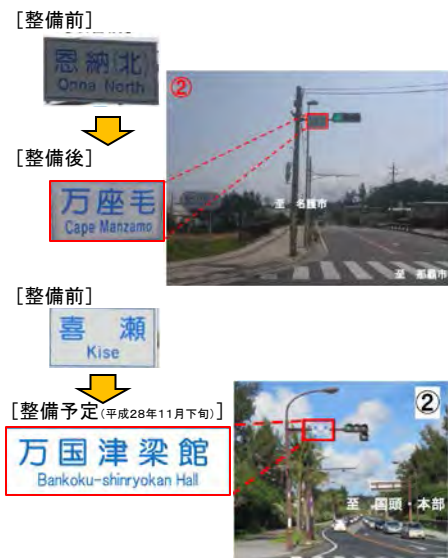 [整備前]
恩納(北)
Onna North
[整備後]
万座毛
Cape Manzamo
②
至 名護市
至 那覇市
[整備前]
喜瀬
Kise
[整備予定(平成28年11月下旬)]
万国津梁館
Bankoku-shinryokan Hall
②
至 国頭・本部